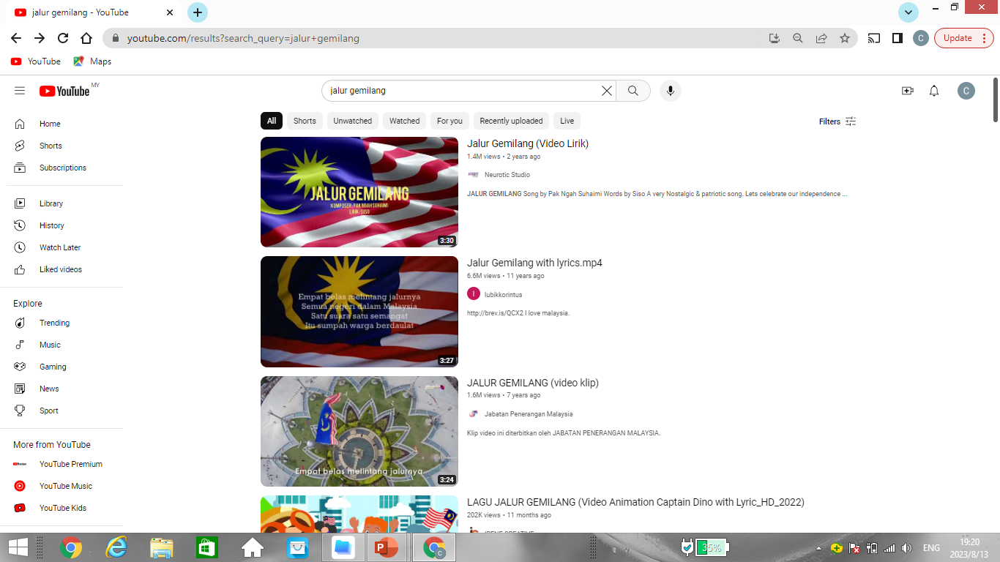 jalur gemilang - YouTube
youtube.com/results?search_query=jalur+gemilang
C
Update
YouTube
Maps
YouTube MY
jalur gemilang
C
Home
Shorts
Subscriptions
Library
History
Watch Later
Liked videos
Explore
Trending
Music
Gaming
News
Sport
More from YouTube
YouTube Premium
YouTube Music
YouTube Kids
All
Shorts
Unwatched
Watched
For you
Recently uploaded
Live
Filters
JALUR GEMILANG
KOMPOSER : PAK NGAH SUHAIMI
LIRIK : SISO
3:30
Jalur Gemilang (Video Lirik)
1.4M views • 2 years ago
Neurotic Studio
JALUR GEMILANG Song by Pak Ngah Suhaimi Words by Siso A very Nostalgic & patriotic song. Lets celebrate our independence ...
Empat belas melintang jalurnya
Semua negeri dalam Malaysia
Satu suara satu semangat
Itu sumpah warga berdaulat
3:27
Jalur Gemilang with lyrics.mp4
6.6M views • 11 years ago
I
lubikkorintus
http://brev.is/QCX2 I love malaysia.
Empat belas melintang jalurnya
3:24
JALUR GEMILANG (video klip)
1.6M views • 7 years ago
Jabatan Penerangan Malaysia
Klip video ini diterbitkan oleh JABATAN PENERANGAN MALAYSIA.
LAGU JALUR GEMILANG (Video Animation Captain Dino with Lyric_HD_2022)
202K views • 11 months ago
35%
ENG
19:20
2023/8/13